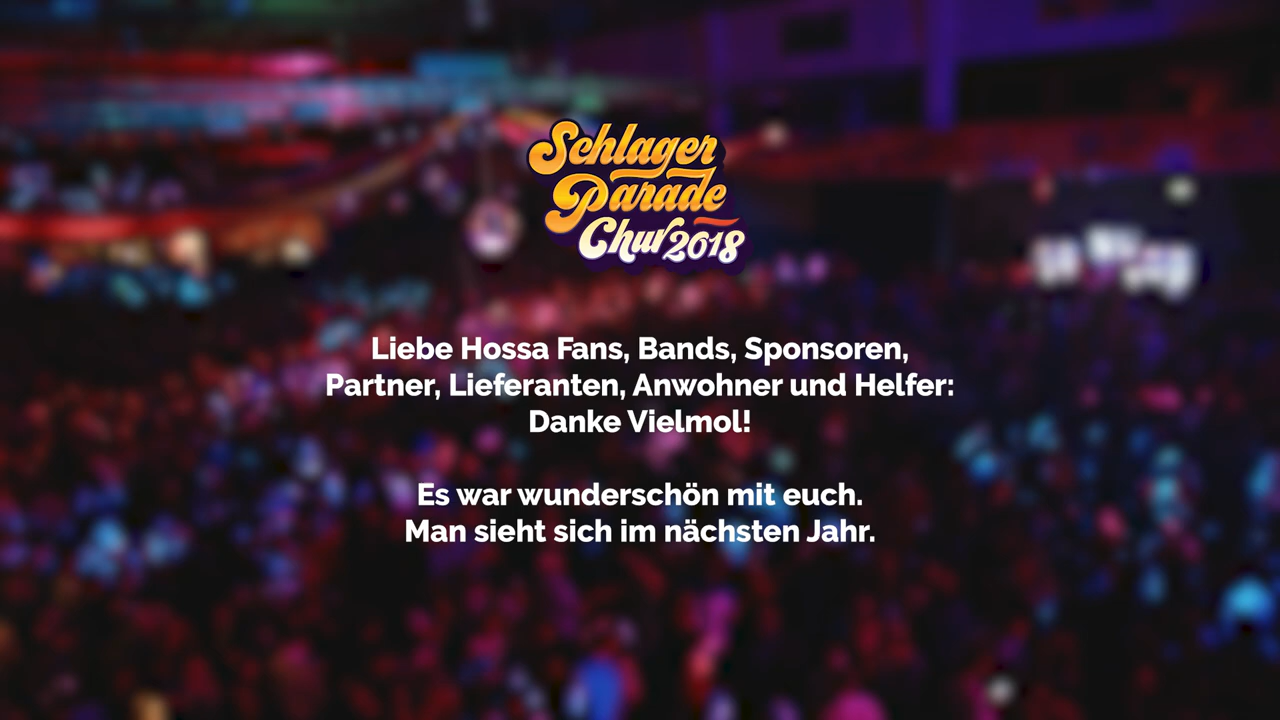 Schlager
Parade
Chur 2018
Liebe Hossa Fans, Bands, Sponsoren,
Partner, Lieferanten, Anwohner und Helfer:
Danke Vielmol!
Es war wunderschön mit euch.
Man sieht sich im nächsten Jahr.